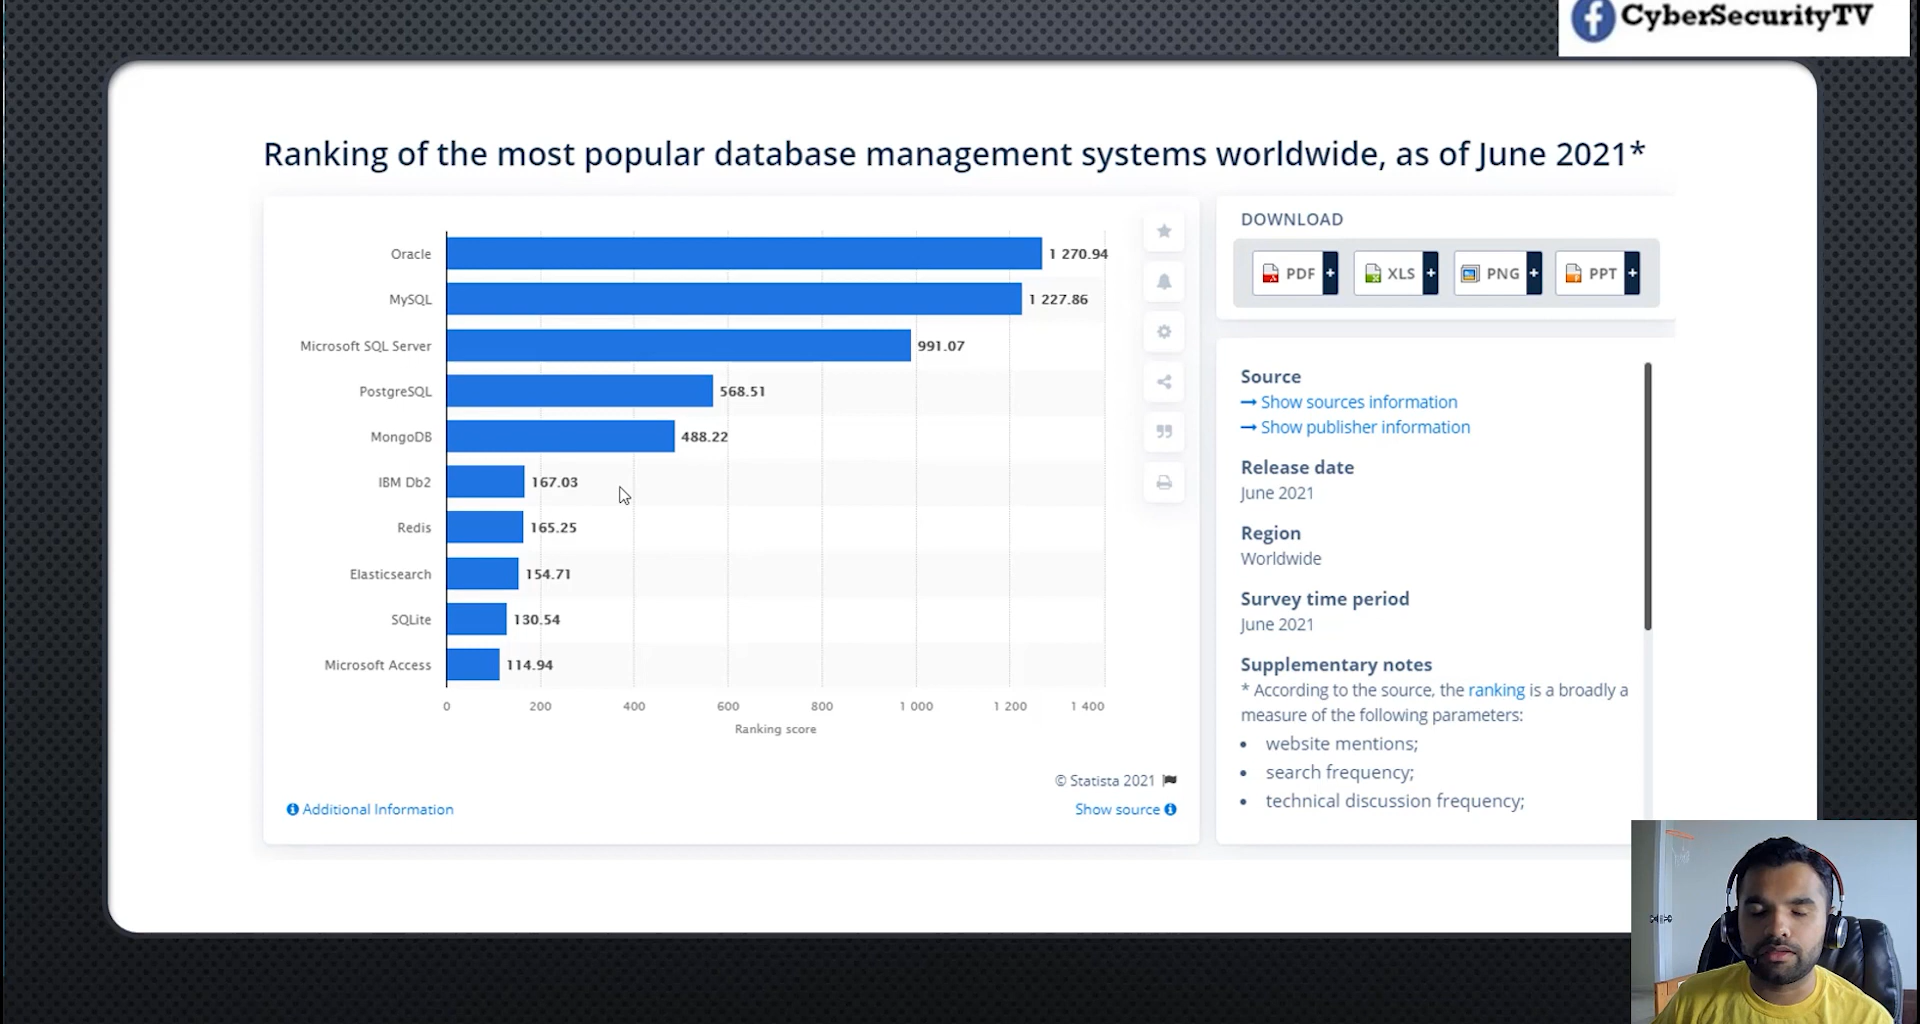 CyberSecurityTV
Ranking of the most popular database management systems worldwide, as of June 2021*
Oracle 1 270.94
MySQL 1 227.86
Microsoft SQL Server 991.07
PostgreSQL 568.51
MongoDB 488.22
IBM Db2 167.03
Redis 165.25
Elasticsearch 154.71
SQLite 130.54
Microsoft Access 114.94
0 200 400 600 800 1 000 1 200 1 400
Ranking score
© Statista 2021
Additional Information
Show source
DOWNLOAD
PDF + XLS + PNG + PPT +
Source
→ Show sources information
→ Show publisher information
Release date
June 2021
Region
Worldwide
Survey time period
June 2021
Supplementary notes
* According to the source, the ranking is a broadly a
measure of the following parameters:
• website mentions;
• search frequency;
• technical discussion frequency;